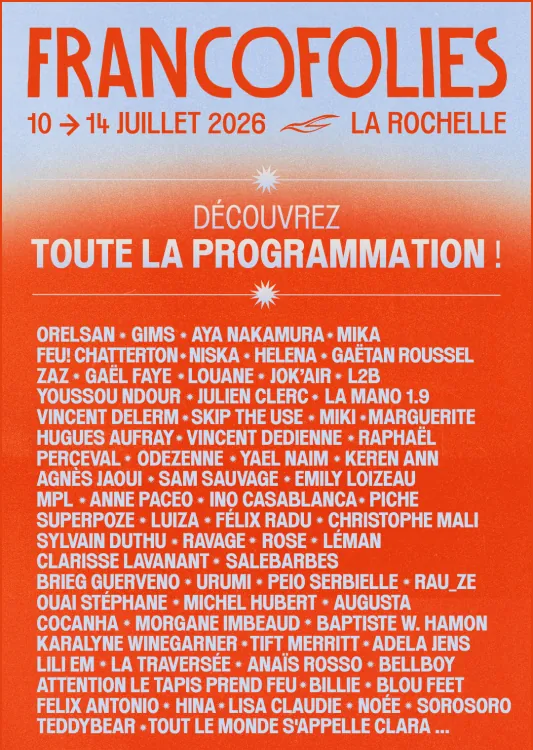 FRANCOFOLIES
10 → 14 JUILLET 2026 LA ROCHELLE
DÉCOUVREZ
TOUTE LA PROGRAMMATION !
ORELSAN • GIMS • AYA NAKAMURA • MIKA
FEU! CHATTERTON • NISKA • HELENA • GAËTAN ROUSSEL
ZAZ • GAËL FAYE • LOUANE • JOK'AIR • L2B
YOUSSOU NDOUR • JULIEN CLERC • LA MANO 1.9
VINCENT DELERM • SKIP THE USE • MIKI • MARGUERITE
HUGUES AUFRAY • VINCENT DEDIENNE • RAPHAËL
PERCEVAL • ODEZENNE • YAEL NAIM • KEREN ANN
AGNÈS JAOUI • SAM SAUVAGE • EMILY LOIZEAU
MPL • ANNE PACEO • INO CASABLANCA • PICHE
SUPERPOZE • LUIZA • FÉLIX RADU • CHRISTOPHE MALI
SYLVAIN DUTHU • RAVAGE • ROSE • LÉMAN
CLARISSE LAVANANT • SALEBARBES
BRIEG GUERVENO • URUMI • PEIO SERBIELLE • RAU_ZE
OUAI STÉPHANE • MICHEL HUBERT • AUGUSTA
COCANHA • MORGANE IMBEAUD • BAPTISTE W. HAMON
KARALYNE WINEGARNER • TIFT MERRITT • ADELA JENS
LILI EM • LA TRAVERSÉE • ANAÏS ROSSO • BELLBOY
ATTENTION LE TAPIS PREND FEU • BILLIE • BLOU FEET
FELIX ANTONIO • HINA • LISA CLAUDIE • NOÉE • SOROSORO
TEDDYBEAR • TOUT LE MONDE S'APPELLE CLARA ...